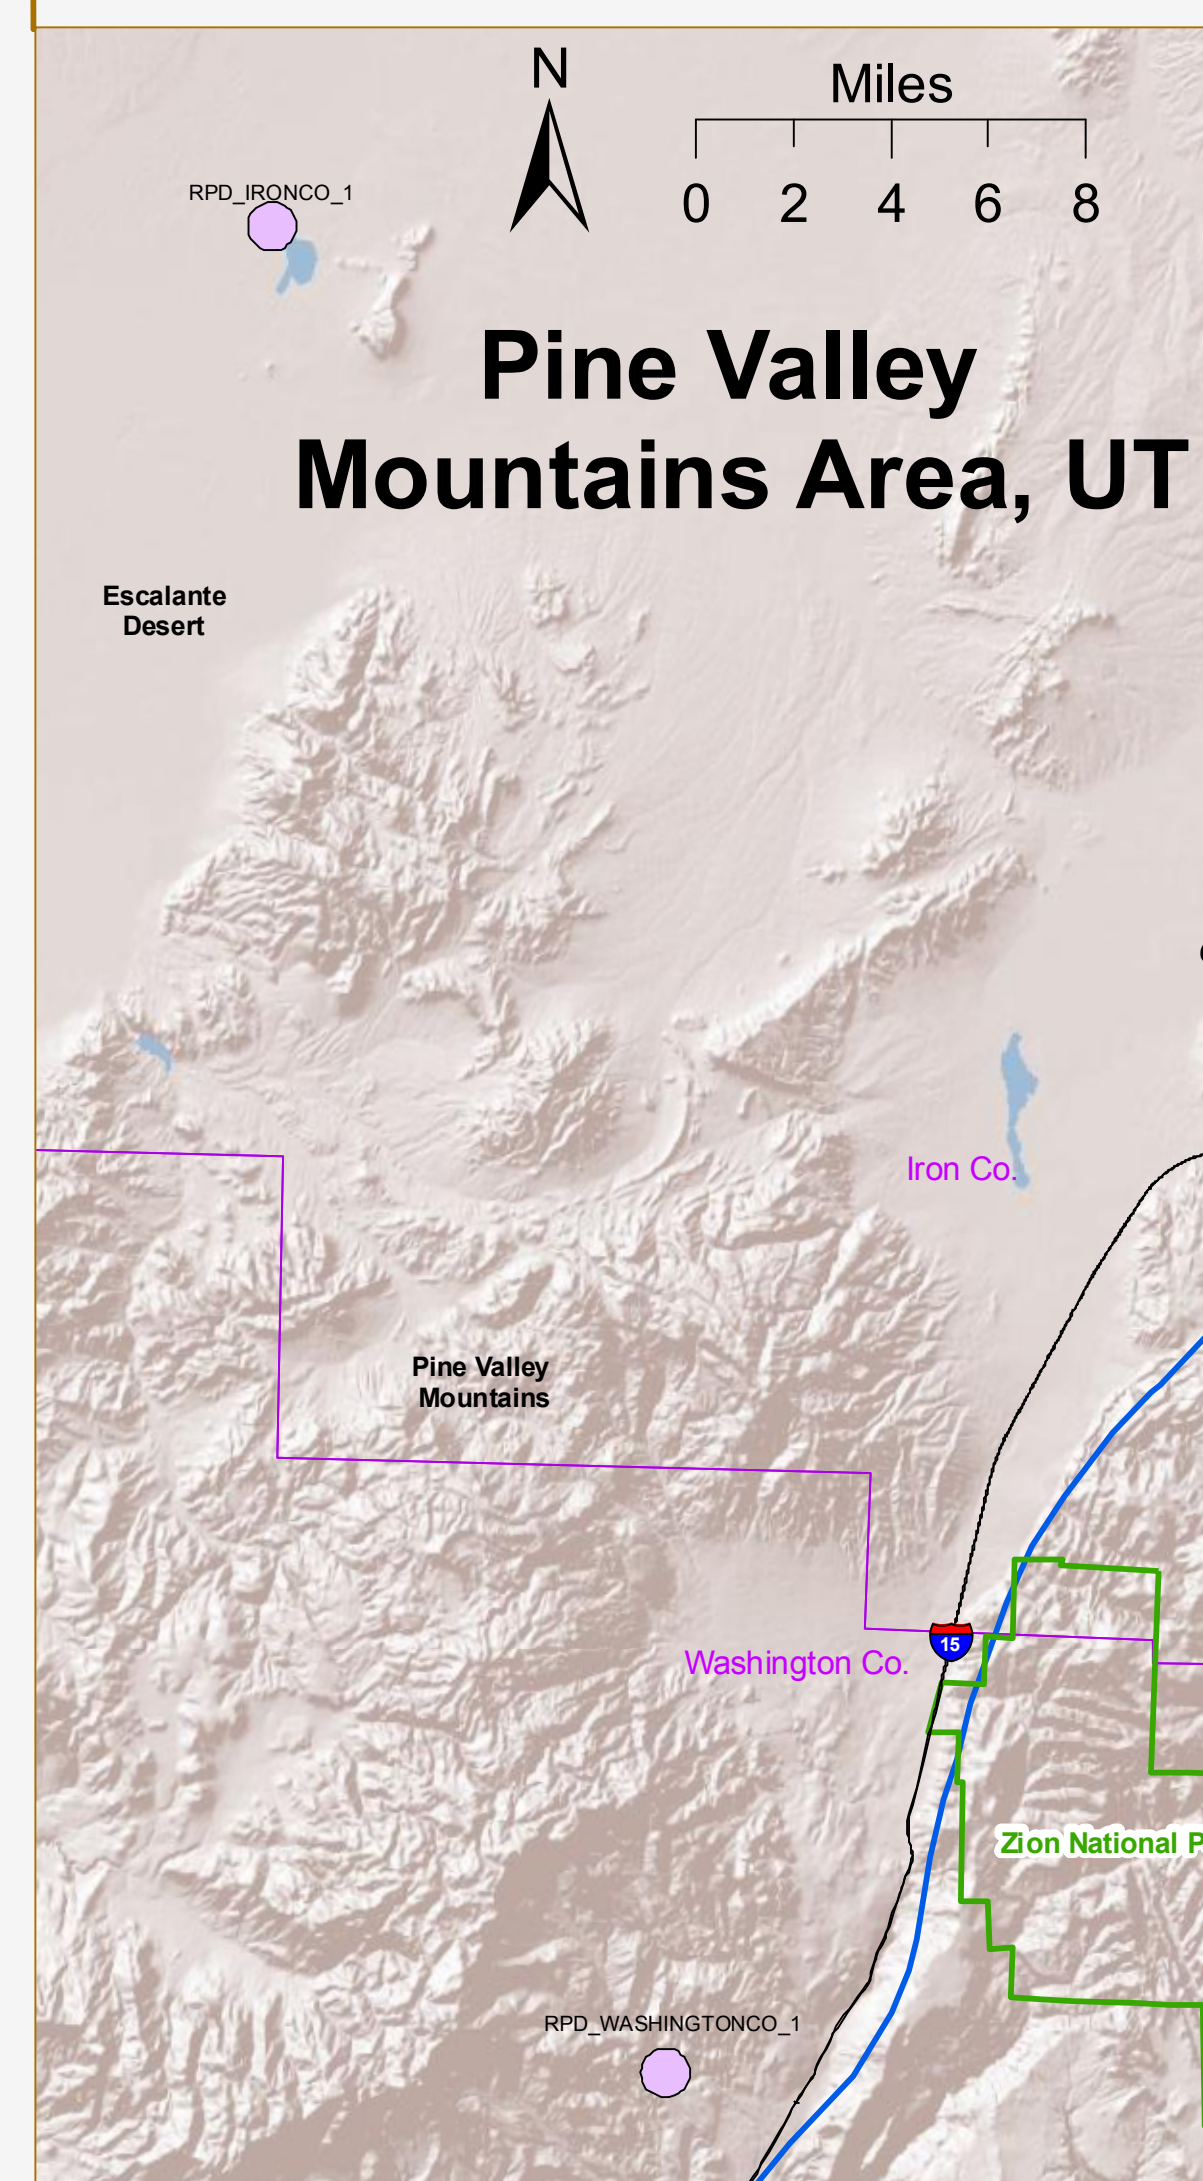 N
Miles
0 2 4 6 8
RPD_IRONCO_1
Pine Valley
Mountains Area, UT
Escalante
Desert
Iron Co.
Pine Valley
Mountains
15
Washington Co.
Zion National P
RPD_WASHINGTONCO_1